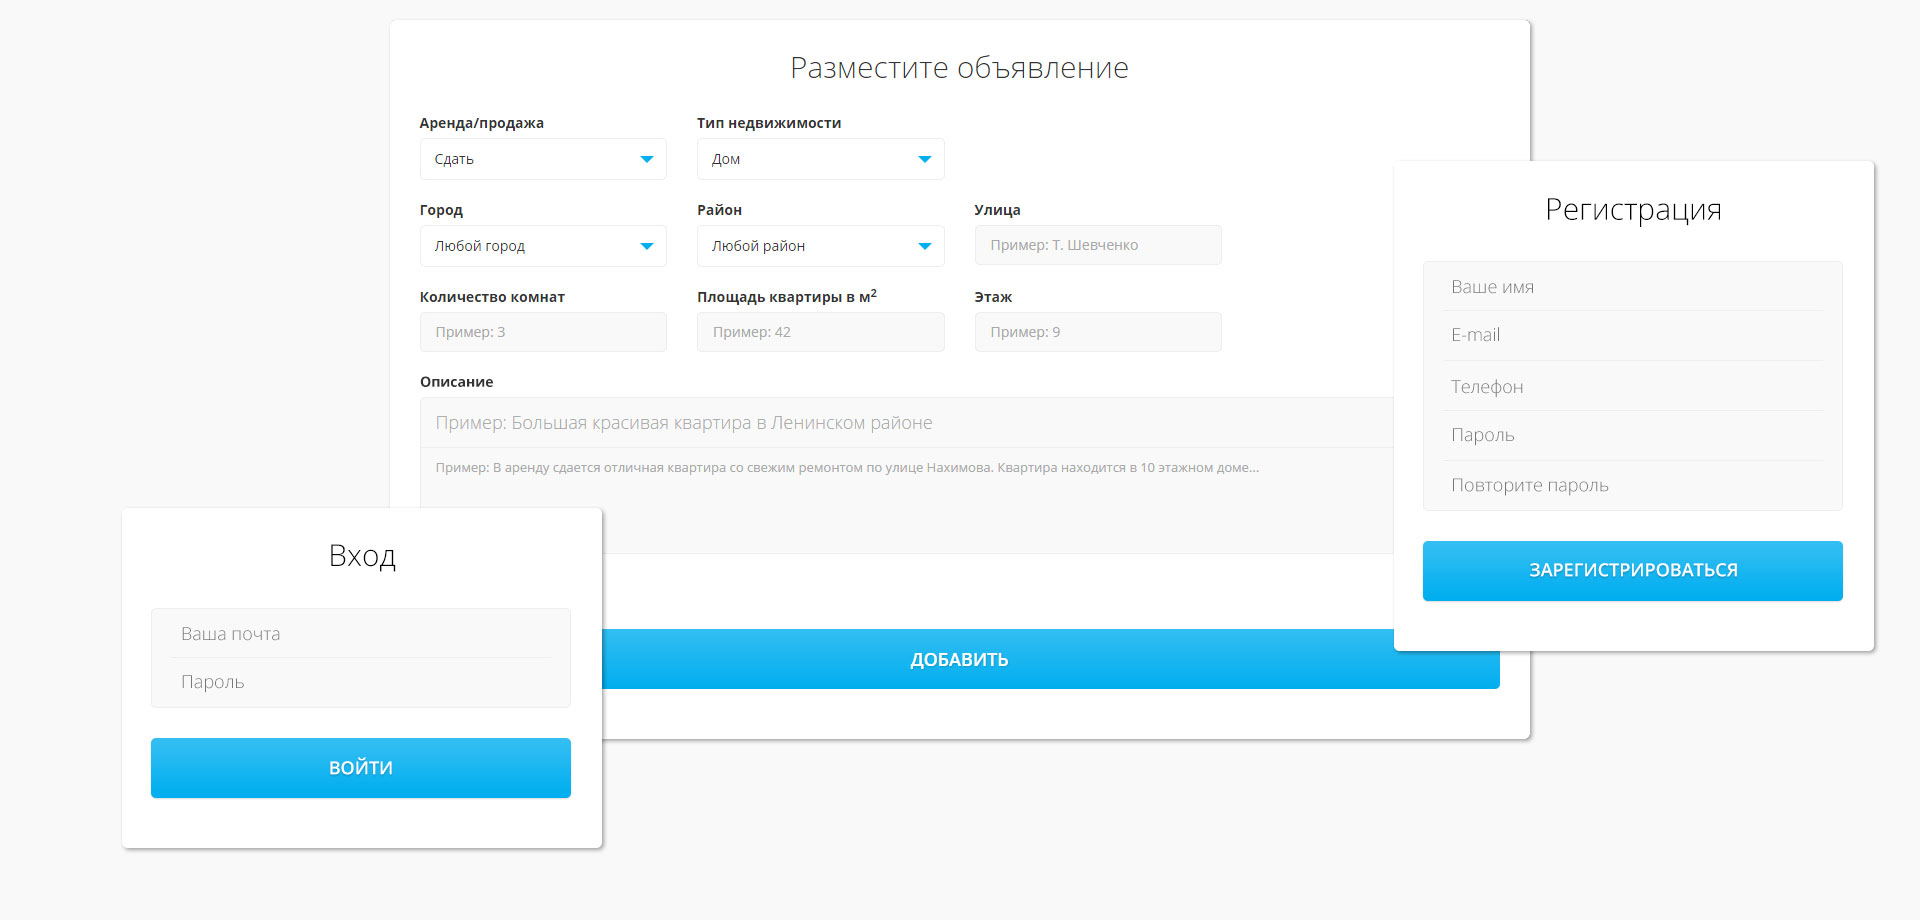 Разместите объявление
Аренда/продажа
Тип недвижимости
Сдать
Дом
Город
Район
Улица
Любой город
Любой район
Пример: Т. Шевченко
Количество комнат
Площадь квартиры в м²
Этаж
Пример: 3
Пример: 42
Пример: 9
Описание
Пример: Большая красивая квартира в Ленинском районе
Пример: В аренду сдается отличная квартира со свежим ремонтом по улице Нахимова. Квартира находится в 10 этажном доме...
ДОБАВИТЬ
Регистрация
Ваше имя
E-mail
Телефон
Пароль
Повторите пароль
ЗАРЕГИСТРИРОВАТЬСЯ
Вход
Ваша почта
Пароль
ВОЙТИ